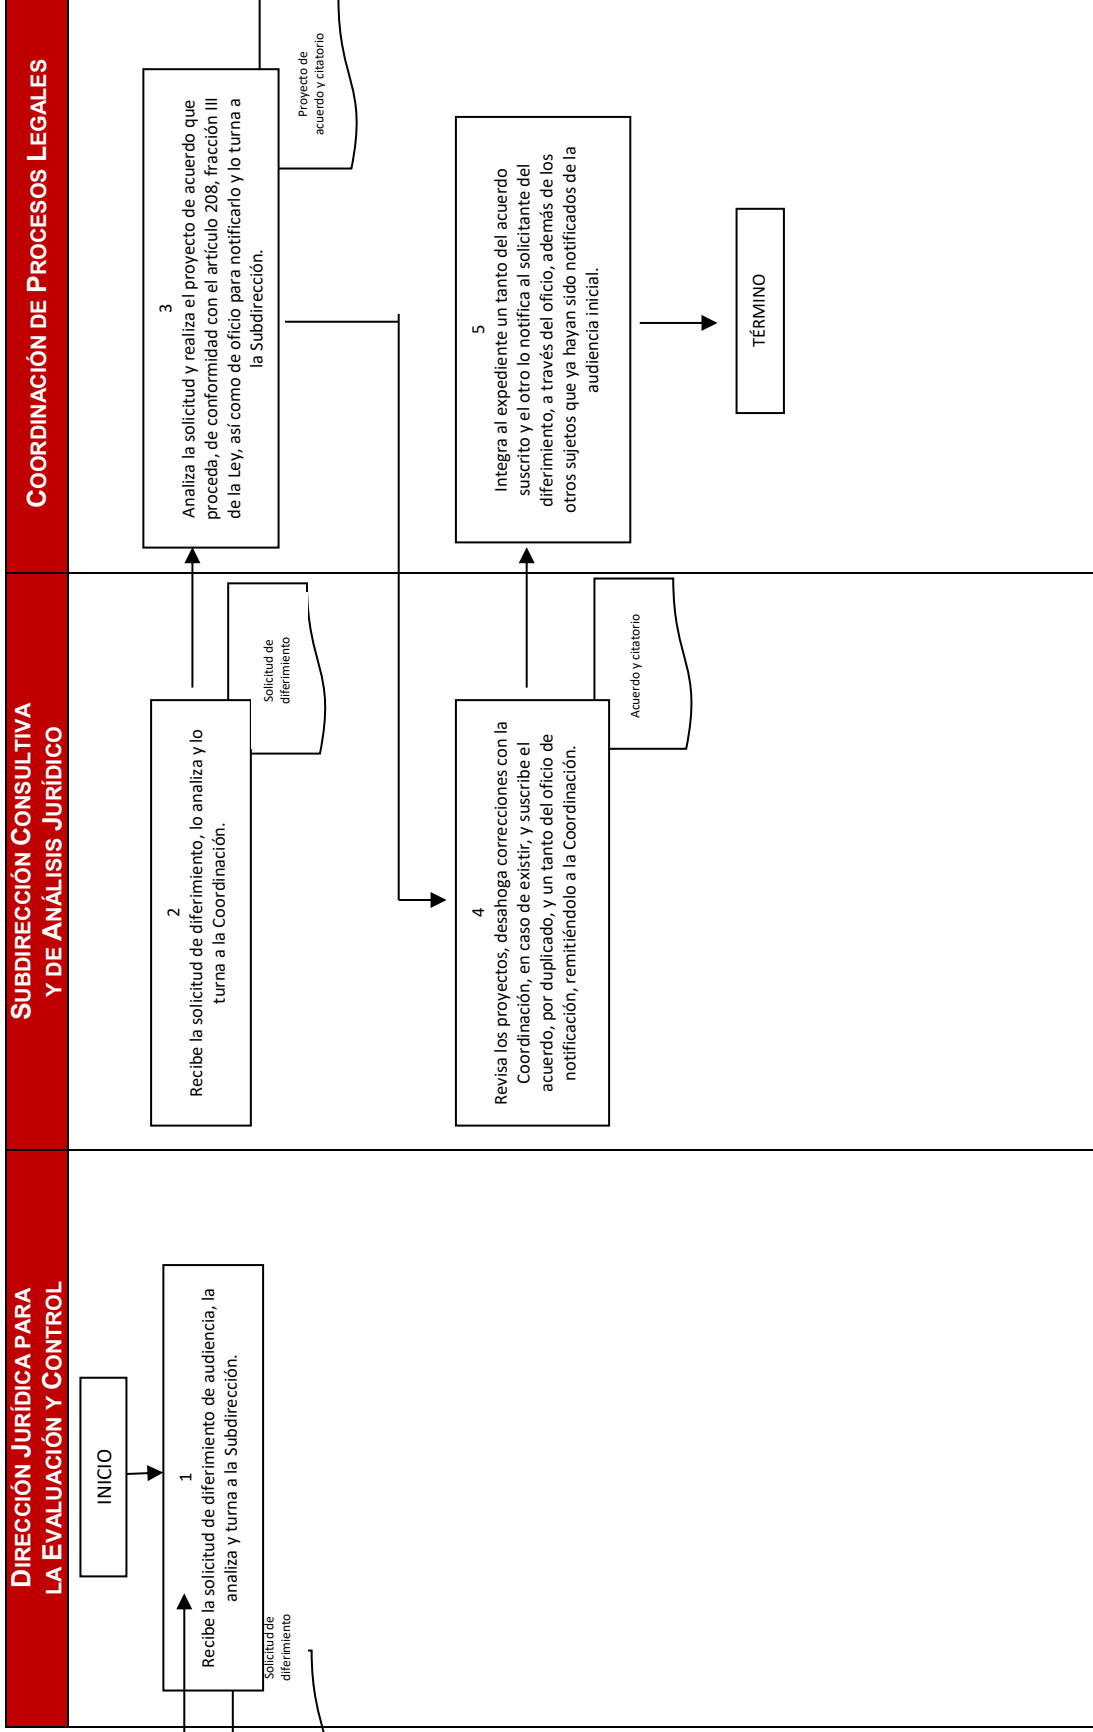 DIRECCIÓN JURÍDICA PARA
LA EVALUACIÓN Y CONTROL
SUBDIRECCIÓN CONSULTIVA
Y DE ANÁLISIS JURÍDICO
COORDINACIÓN DE PROCESOS LEGALES
INICIO
1
Recibe la solicitud de diferimiento de audiencia, la
analiza y turna a la Subdirección.
Solicitud de
diferimiento
2
Recibe la solicitud de diferimiento, lo analiza y lo
turna a la Coordinación.
Solicitud de
diferimiento
3
Analiza la solicitud y realiza el proyecto de acuerdo que
proceda, de conformidad con el artículo 208, fracción III
de la Ley, así como de oficio para notificarlo y lo turna a
la Subdirección.
Proyecto de
acuerdo y citatorio
4
Revisa los proyectos, desahoga correcciones con la
Coordinación, en caso de existir, y suscribe el
acuerdo, por duplicado, y un tanto del oficio de
notificación, remitiéndolo a la Coordinación.
Acuerdo y citatorio
5
Integra al expediente un tanto del acuerdo
suscrito y el otro lo notifica al solicitante del
diferimiento, a través del oficio, además de los
otros sujetos que ya hayan sido notificados de la
audiencia inicial.
TÉRMINO